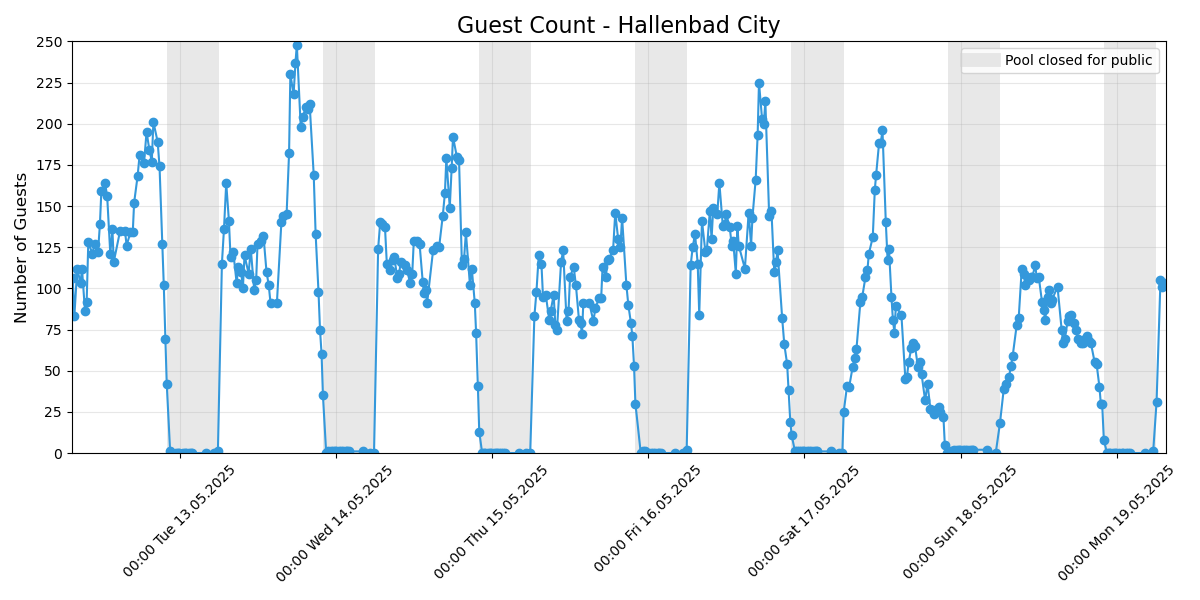 Guest Count - Hallenbad City
Pool closed for public
Number of Guests
250
225
200
175
150
125
100
75
50
25
0
00:00 Tue 13.05.2025
00:00 Wed 14.05.2025
00:00 Thu 15.05.2025
00:00 Fri 16.05.2025
00:00 Sat 17.05.2025
00:00 Sun 18.05.2025
00:00 Mon 19.05.2025